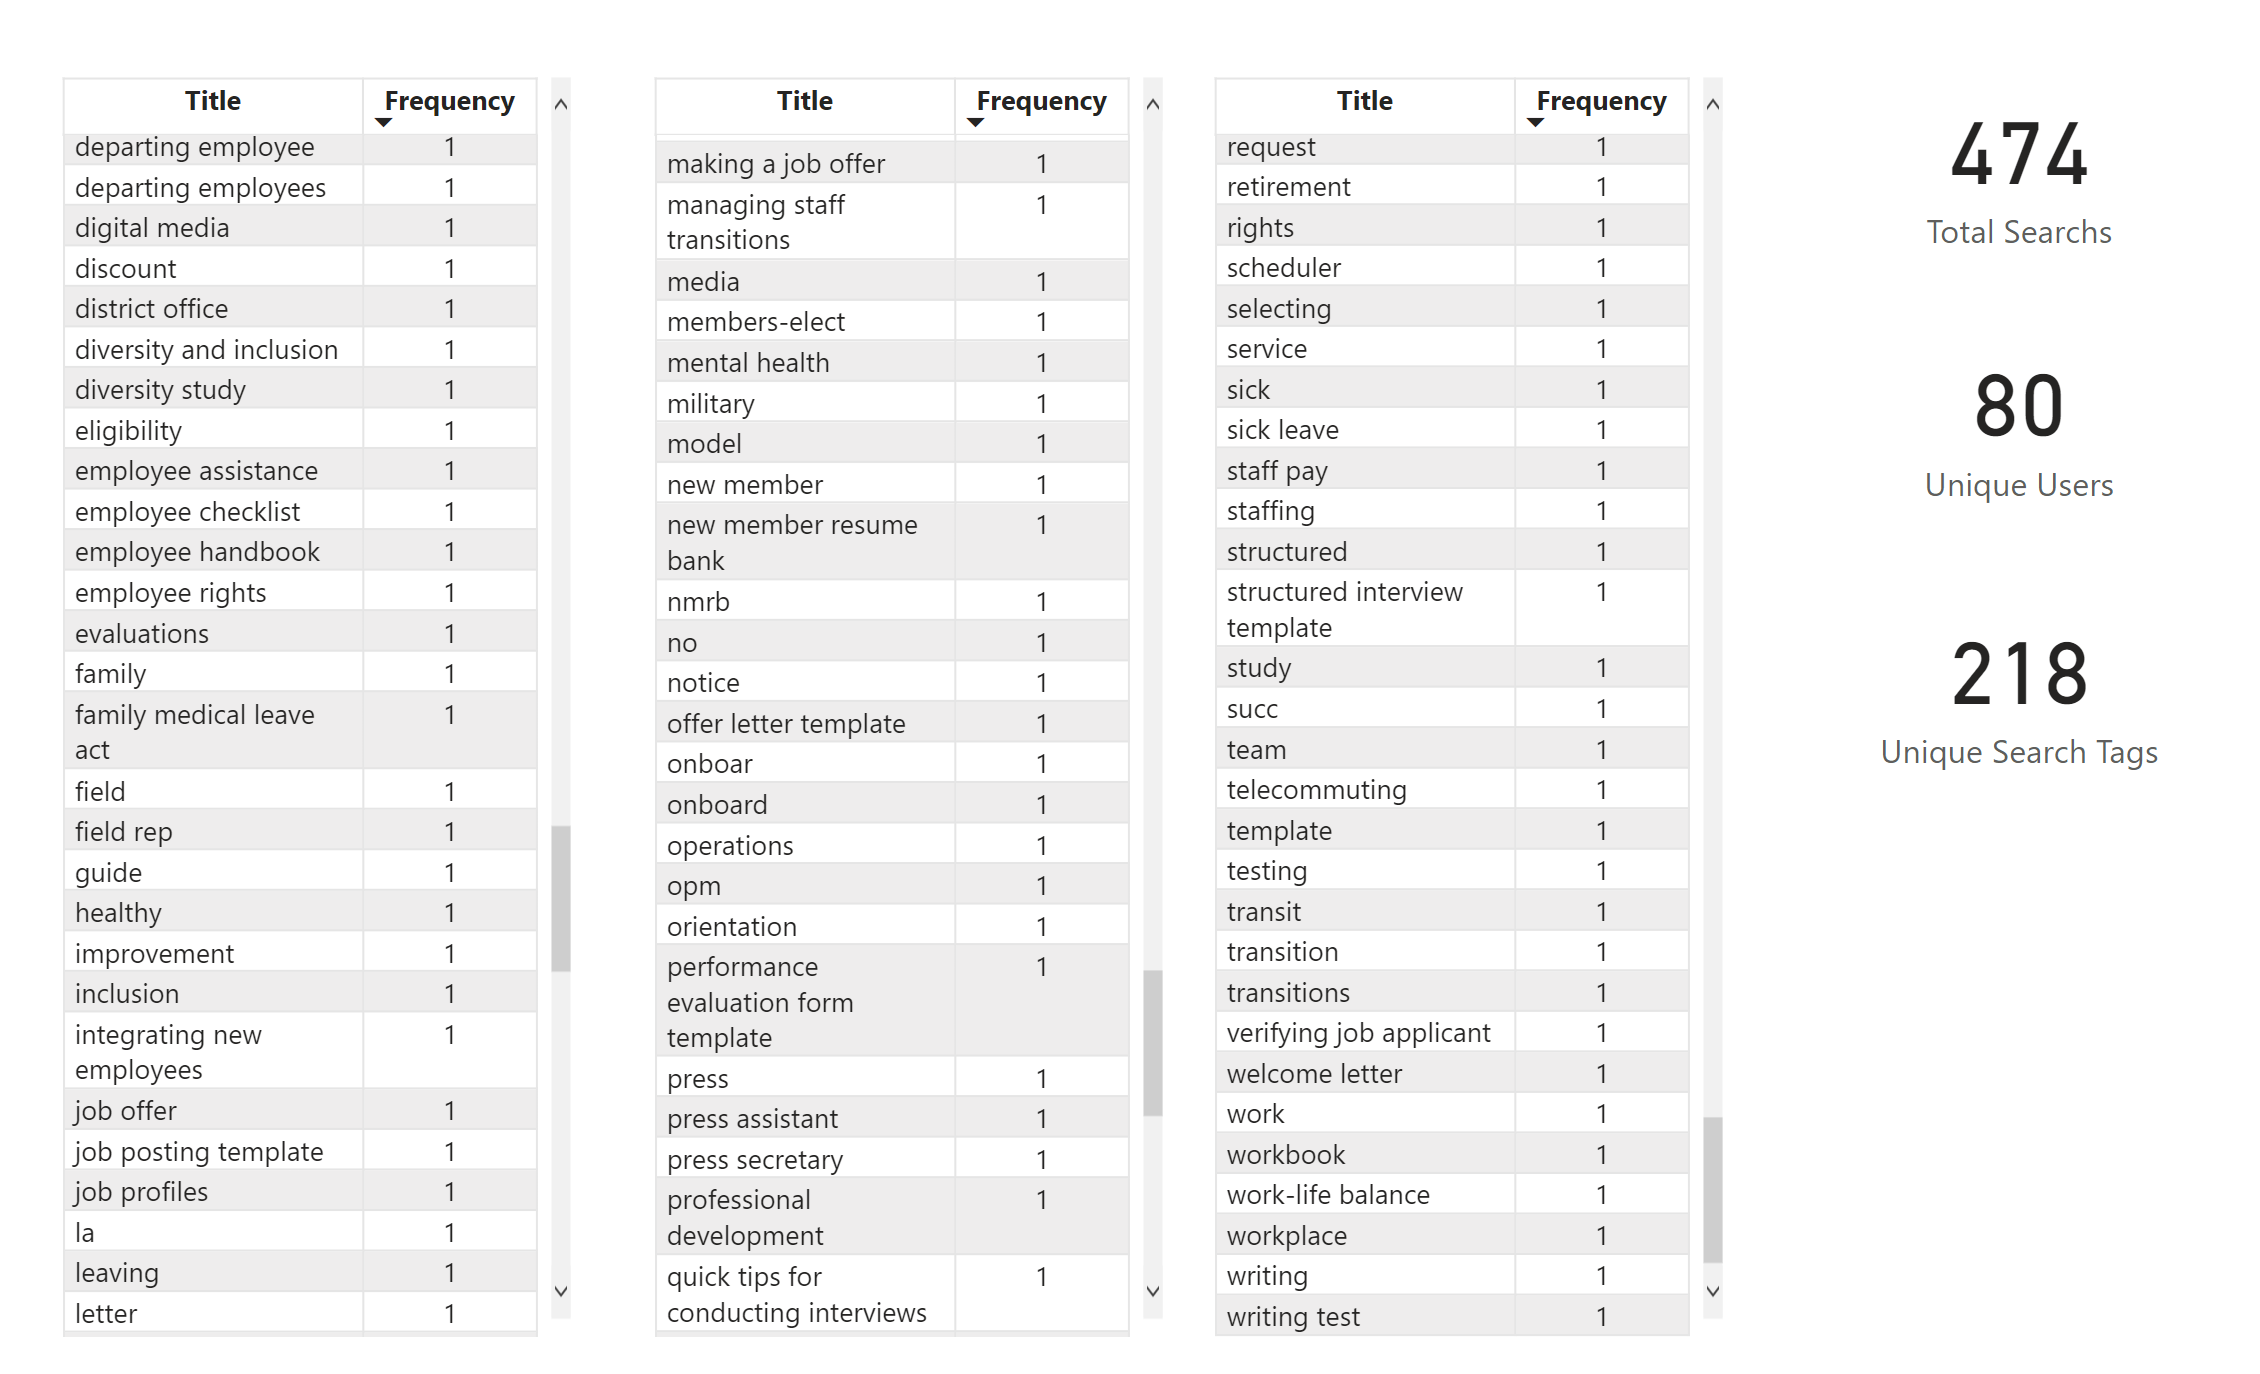 Title Frequency
departing employee 1
departing employees 1
digital media 1
discount 1
district office 1
diversity and inclusion 1
diversity study 1
eligibility 1
employee assistance 1
employee checklist 1
employee handbook 1
employee rights 1
evaluations 1
family 1
family medical leave 1
act
field 1
field rep 1
guide 1
healthy 1
improvement 1
inclusion 1
integrating new 1
employees
job offer 1
job posting template 1
job profiles 1
la 1
leaving 1
letter 1
Title Frequency
making a job offer 1
managing staff 1
transitions
media 1
members-elect 1
mental health 1
military 1
model 1
new member 1
new member resume 1
bank
nmrb 1
no 1
notice 1
offer letter template 1
onboar 1
onboard 1
operations 1
opm 1
orientation 1
performance 1
evaluation form
template
press 1
press assistant 1
press secretary 1
professional 1
development
quick tips for 1
conducting interviews
Title Frequency
request 1
retirement 1
rights 1
scheduler 1
selecting 1
service 1
sick 1
sick leave 1
staff pay 1
staffing 1
structured 1
structured interview 1
template
study 1
succ 1
team 1
telecommuting 1
template 1
testing 1
transit 1
transition 1
transitions 1
verifying job applicant 1
welcome letter 1
work 1
workbook 1
work-life balance 1
workplace 1
writing 1
writing test 1
474
Total Searchs
80
Unique Users
218
Unique Search Tags